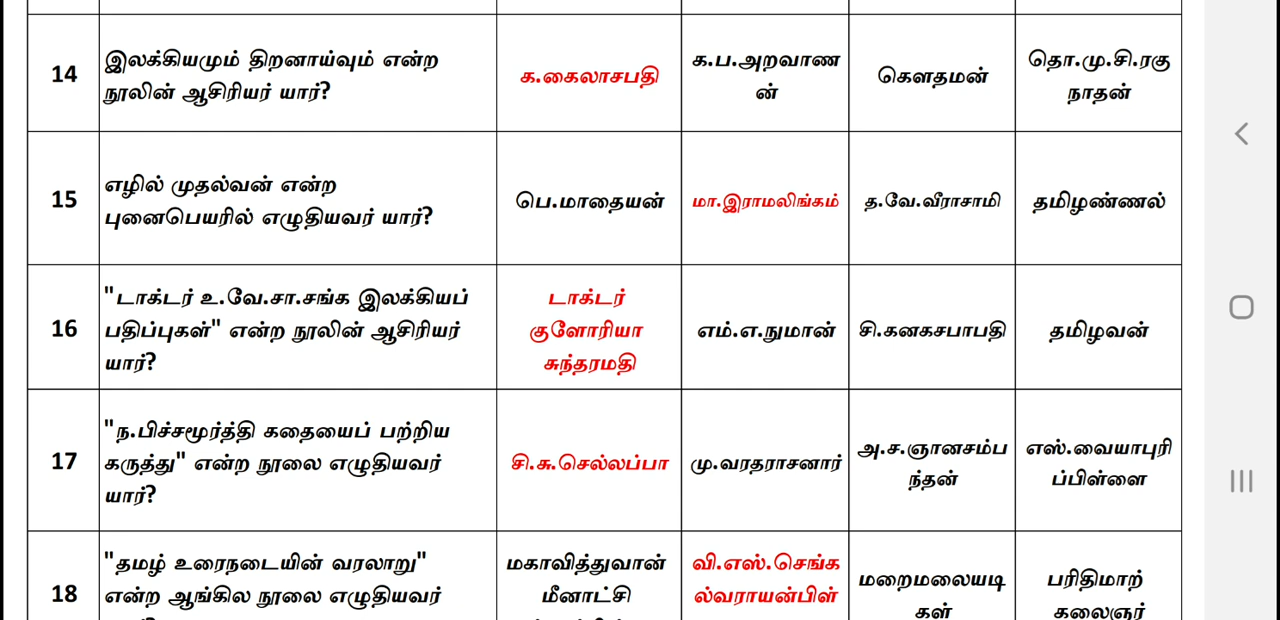 14
இலக்கியமும் திறனாய்வும் என்ற
நூலின் ஆசிரியர் யார்?
க.கைலாசபதி
க.ப.அறவாண
ன்
கௌதமன்
தொ.மு.சி.ரகு
நாதன்
15
எழில் முதல்வன் என்ற
புனைபெயரில் எழுதியவர் யார்?
பெ.மாதையன்
மா.இராமலிங்கம்
த.வே.வீராசாமி
தமிழண்ணல்
16
"டாக்டர் உ.வே.சா.சங்க இலக்கியப்
பதிப்புகள்" என்ற நூலின் ஆசிரியர்
யார்?
டாக்டர்
குளோரியா
சுந்தரமதி
எம்.எ.நுமான்
சி.கனகசபாபதி
தமிழவன்
17
"ந.பிச்சமூர்த்தி கதையைப் பற்றிய
கருத்து" என்ற நூலை எழுதியவர்
யார்?
சி.சு.செல்லப்பா
மு.வரதராசனார்
அ.ச.ஞானசம்ப
ந்தன்
எஸ்.வையாபுரி
ப்பிள்ளை
18
"தமழ் உரைநடையின் வரலாறு"
என்ற ஆங்கில நூலை எழுதியவர்
மகாவித்துவான்
மீனாட்சி
வி.எஸ்.செங்க
ல்வராயன்பிள்
மறைமலையடி
கள்
பரிதிமாற்
கலைஞர்